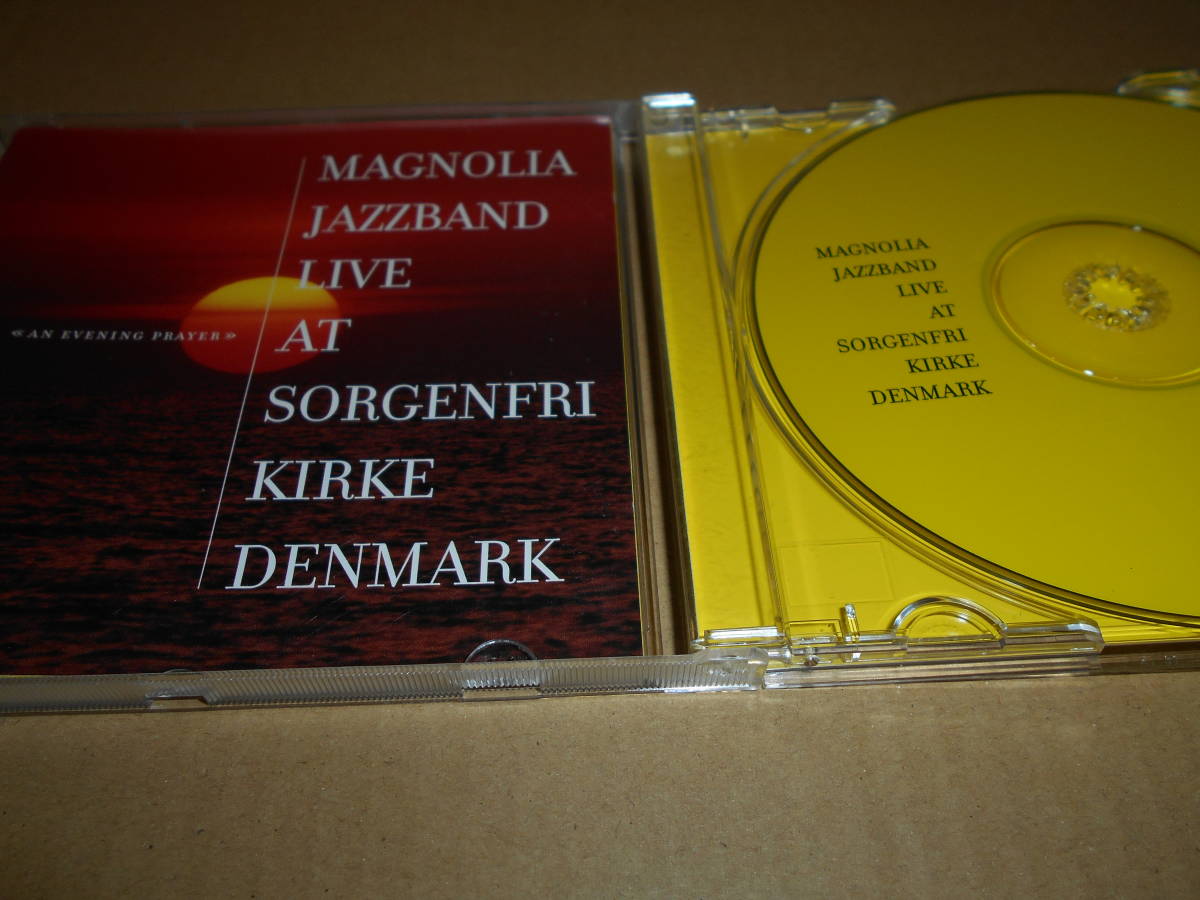 MAGNOLIA
JAZZBAND
LIVE
AT
SORGENFRI
KIRKE
DENMARK
«AN EVENING PRAYER»
MAGNOLIA
JAZZBAND
LIVE
AT
SORGENFRI
KIRKE
DENMARK